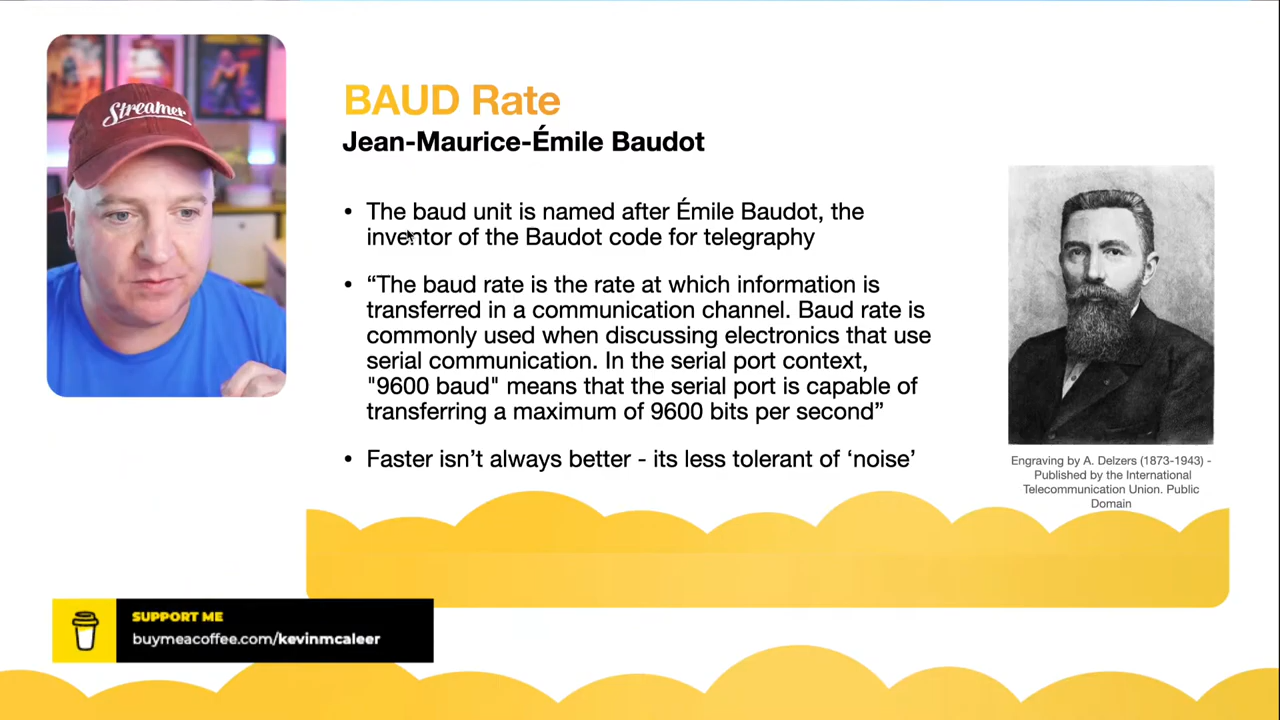 Streamer
BAUD Rate
Jean-Maurice-Émile Baudot
• The baud unit is named after Émile Baudot, the
inventor of the Baudot code for telegraphy
• “The baud rate is the rate at which information is
transferred in a communication channel. Baud rate is
commonly used when discussing electronics that use
serial communication. In the serial port context,
"9600 baud" means that the serial port is capable of
transferring a maximum of 9600 bits per second”
• Faster isn’t always better - its less tolerant of ‘noise’
Engraving by A. Delzers (1873-1943) -
Published by the International
Telecommunication Union. Public
Domain
SUPPORT ME
buymeacoffee.com/kevinmcaleer